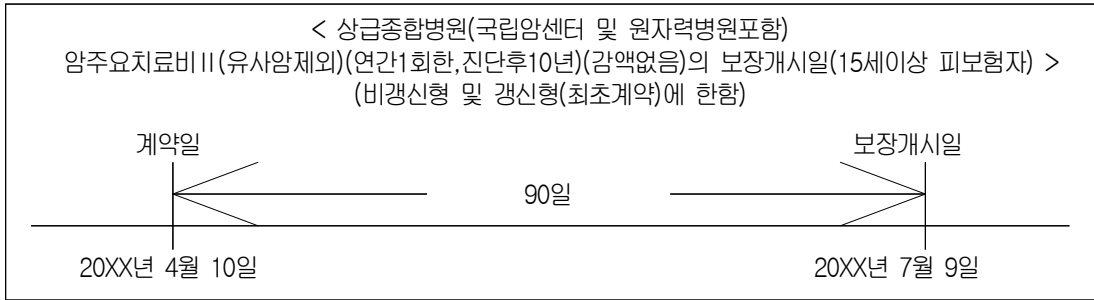 < 상급종합병원(국립암센터 및 원자력병원포함)
암주요치료비Ⅱ(유사암제외)(연간1회한,진단후10년)(감액없음)의 보장개시일(15세이상 피보험자) >
(비갱신형 및 갱신형(최초계약)에 한함)
계약일 보장개시일
90일
20XX년 4월 10일 20XX년 7월 9일